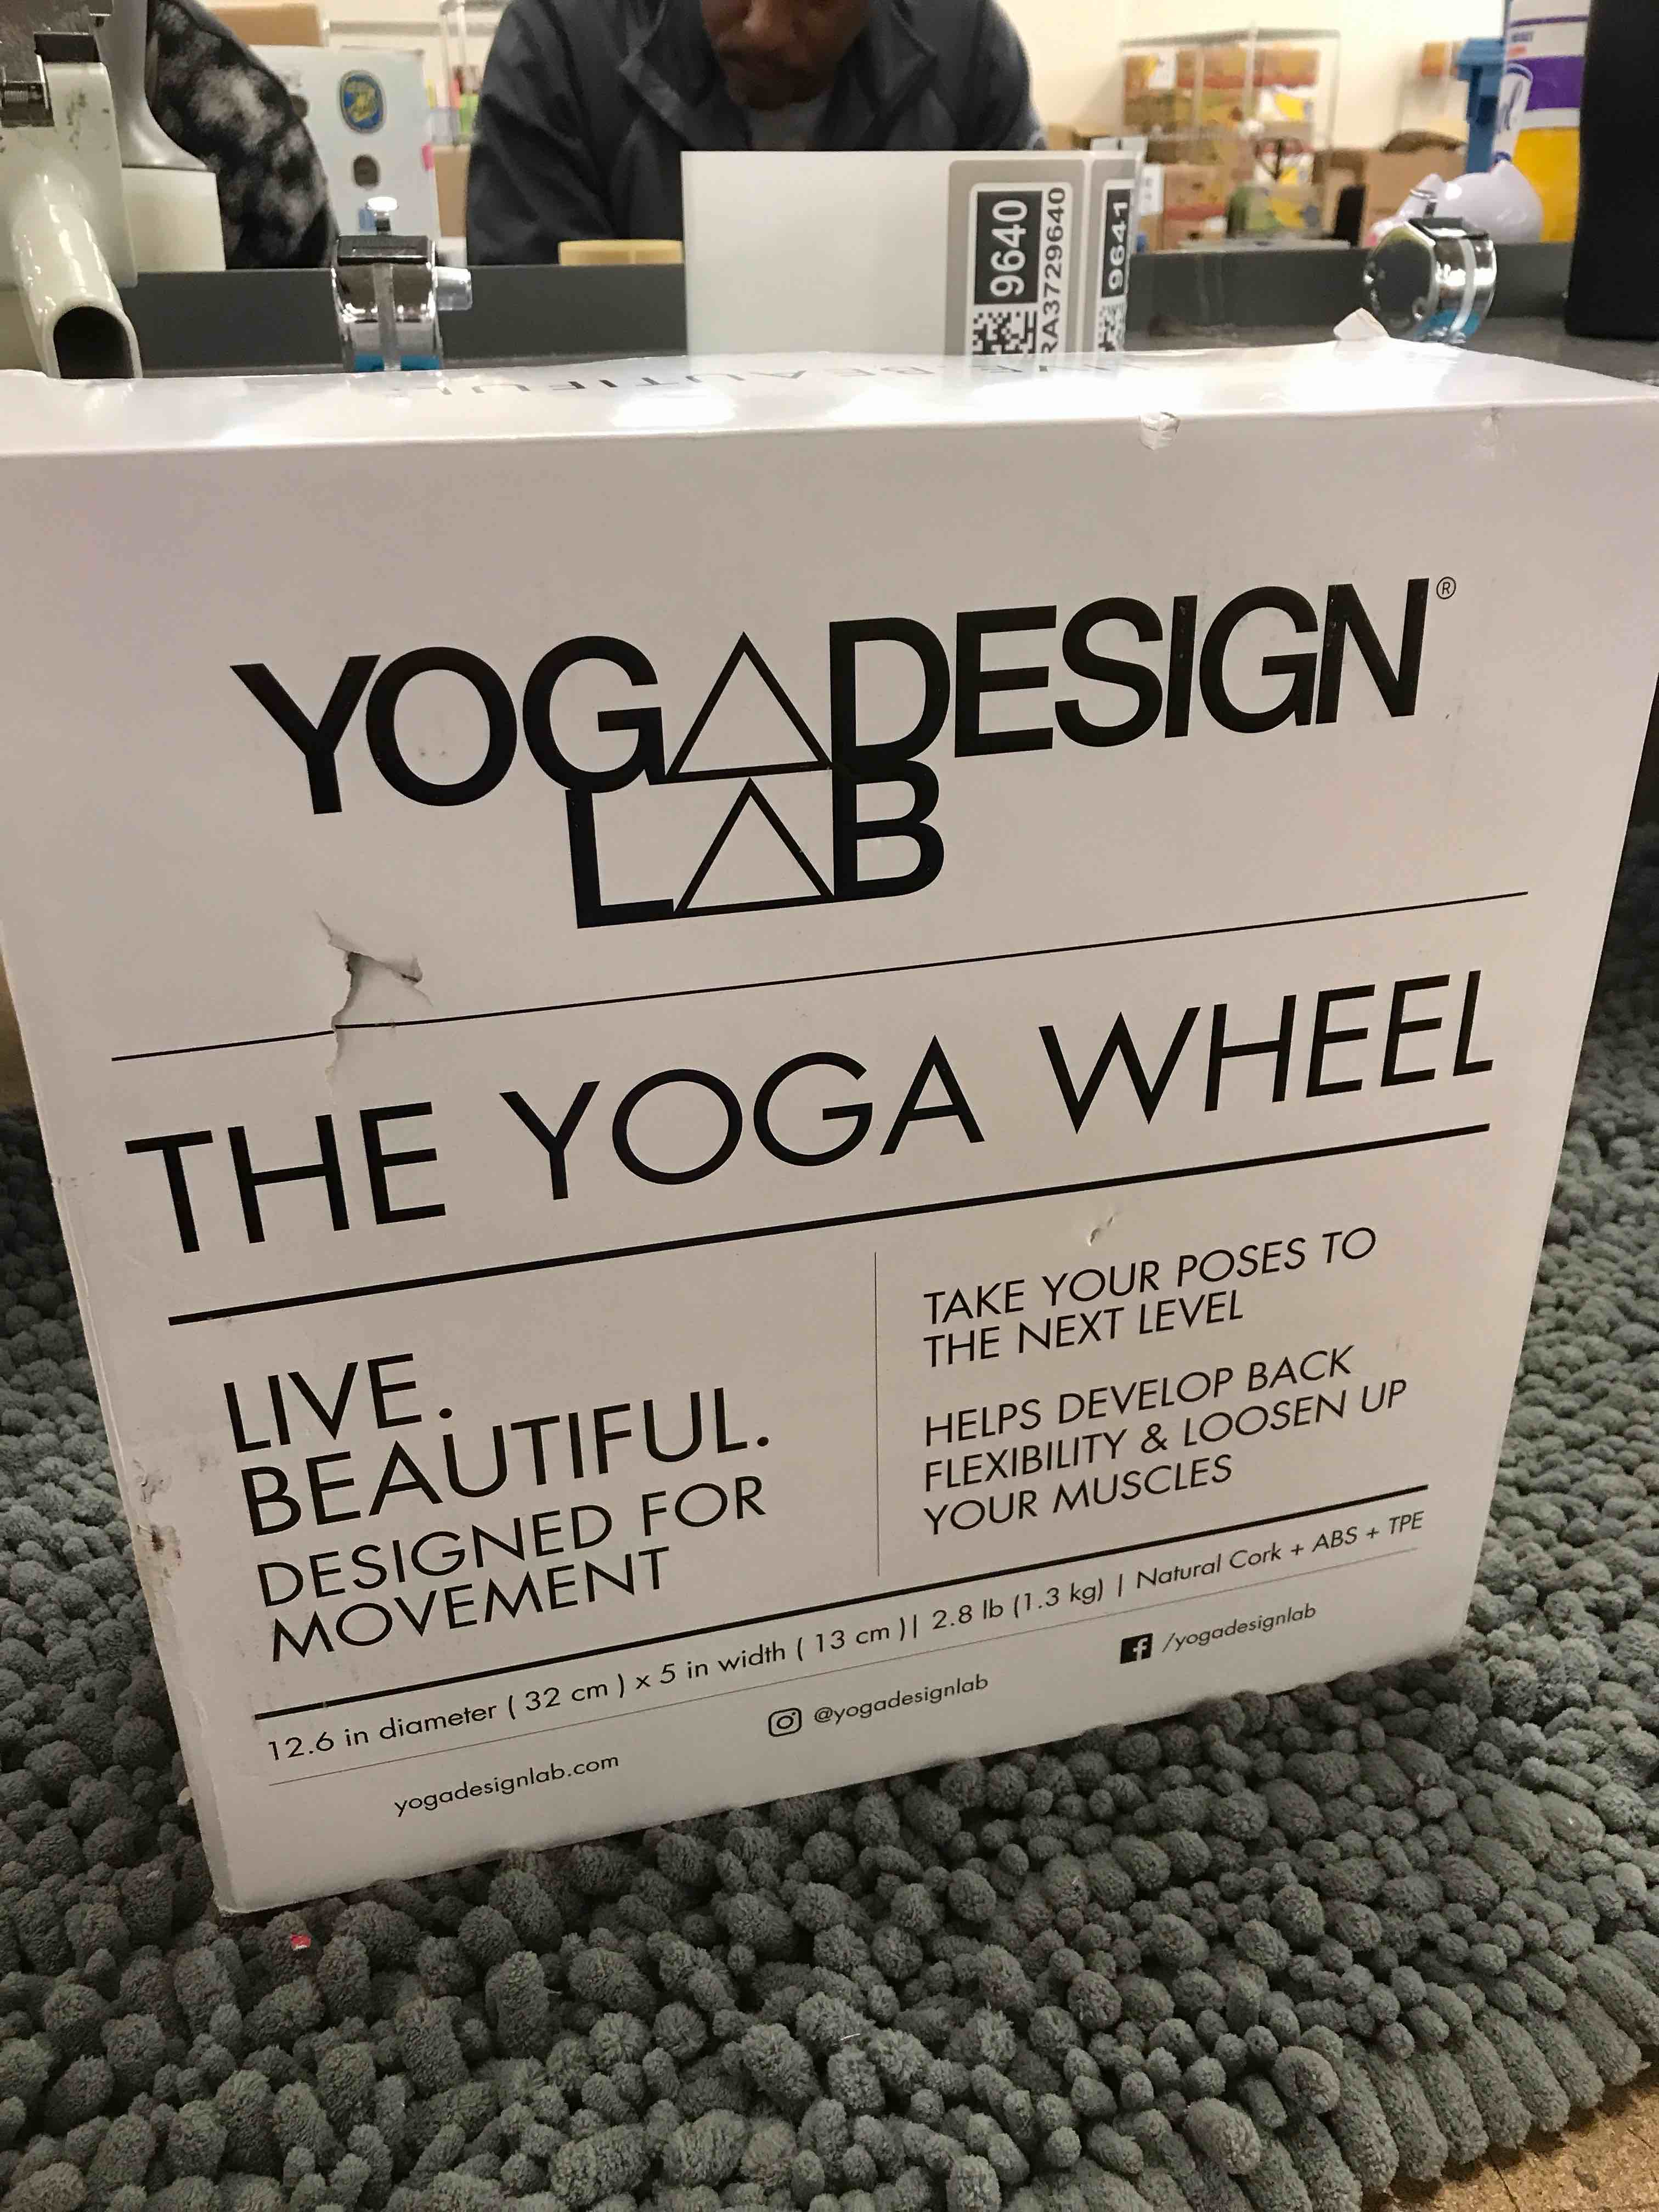 9640
RA3729640
9641
LIVE. BEAUTIFUL.
YOGADESIGN®
LAB
THE YOGA WHEEL
LIVE.
BEAUTIFUL.
DESIGNED FOR
MOVEMENT
TAKE YOUR POSES TO
THE NEXT LEVEL
HELPS DEVELOP BACK
FLEXIBILITY & LOOSEN UP
YOUR MUSCLES
12.6 in diameter ( 32 cm ) x 5 in width ( 13 cm )| 2.8 lb (1.3 kg) | Natural Cork + ABS + TPE
yogadesignlab.com
@yogadesignlab
/yogadesignlab